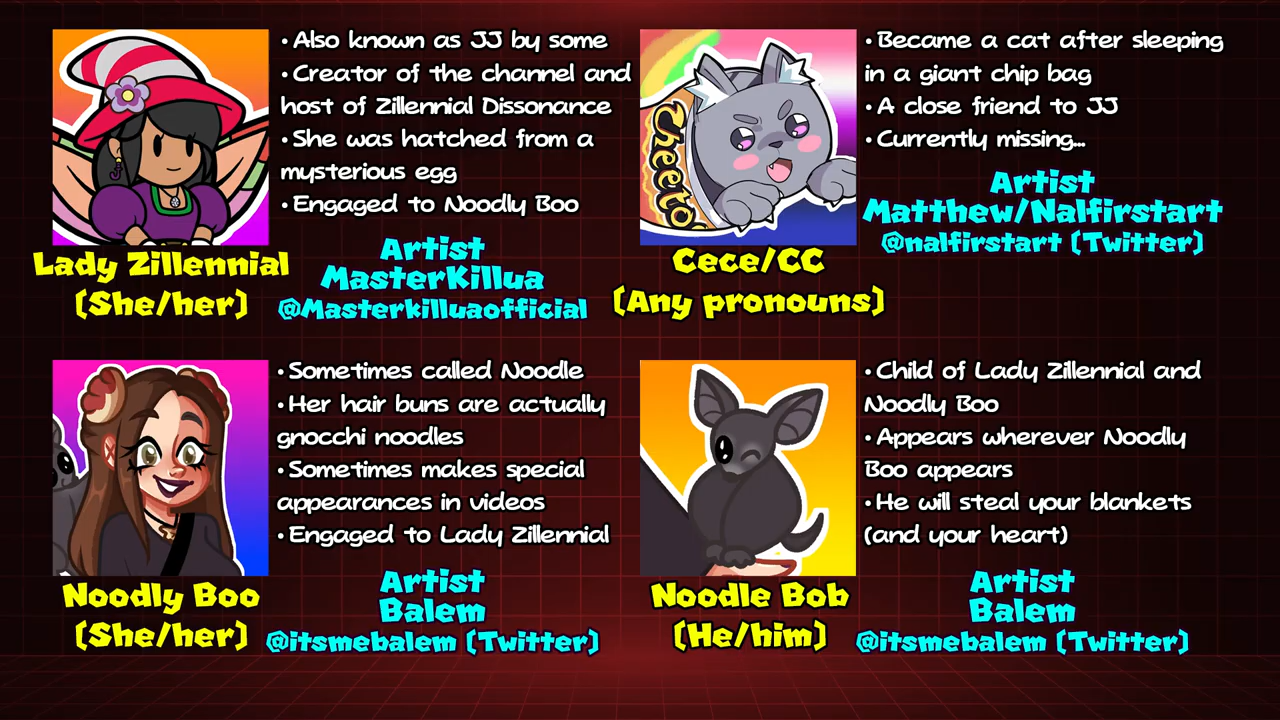 • Also known as JJ by some
• Creator of the channel and
host of Zillennial Dissonance
• She was hatched from a
mysterious egg
• Engaged to Noodly Boo
Lady Zillennial
(She/her)
Artist
MasterKillua
@Masterkilluaofficial
Cheeto
• Became a cat after sleeping
in a giant chip bag
• A close friend to JJ
• Currently missing...
Artist
Matthew/Nalfirstart
@nalfirstart (Twitter)
Cece/CC
(Any pronouns)
• Sometimes called Noodle
• Her hair buns are actually
gnocchi noodles
• Sometimes makes special
appearances in videos
• Engaged to Lady Zillennial
Noodly Boo
(She/her)
Artist
Balem
@itsmebalem (Twitter)
• Child of Lady Zillennial and
Noodly Boo
• Appears wherever Noodly
Boo appears
• He will steal your blankets
(and your heart)
Noodle Bob
(He/him)
Artist
Balem
@itsmebalem (Twitter)